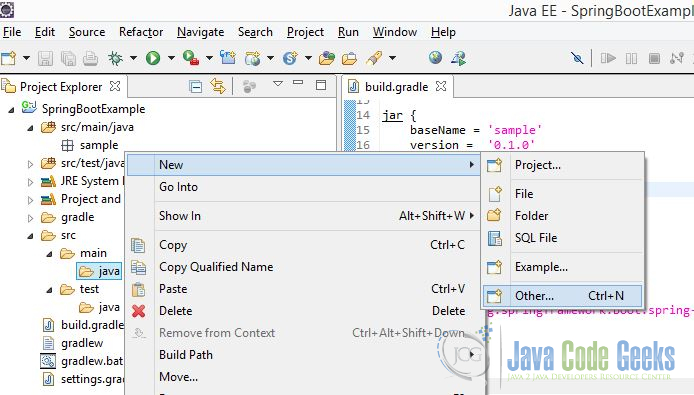 Java EE - SpringBootExampl
File Edit Refactor Navigate Search Project Run Window Help
Project Explorer
build.gradle
SpringBootExample
src/main/java
sample
src/test/java
JRE System
Project and
gradle
src
main
java
test
java
build.gradle
gradlew
gradlew.bat
settings.grad
14 jar {
15 baseName = 'sample'
16 version = '0.1.0'
New
Go Into
Show In Alt+Shift+W
Copy Ctrl+C
Copy Qualified Name
Paste Ctrl+V
Delete Delete
Remove from Context Ctrl+Alt+Shift+Down
Build Path
Move...
Project...
File
Folder
SQL File
Example...
Other... Ctrl+N
g.springframework.boot:spring-
JCG
Java Code Geeks
JAVA 2 JAVA DEVELOPERS RESOURCE CENTER